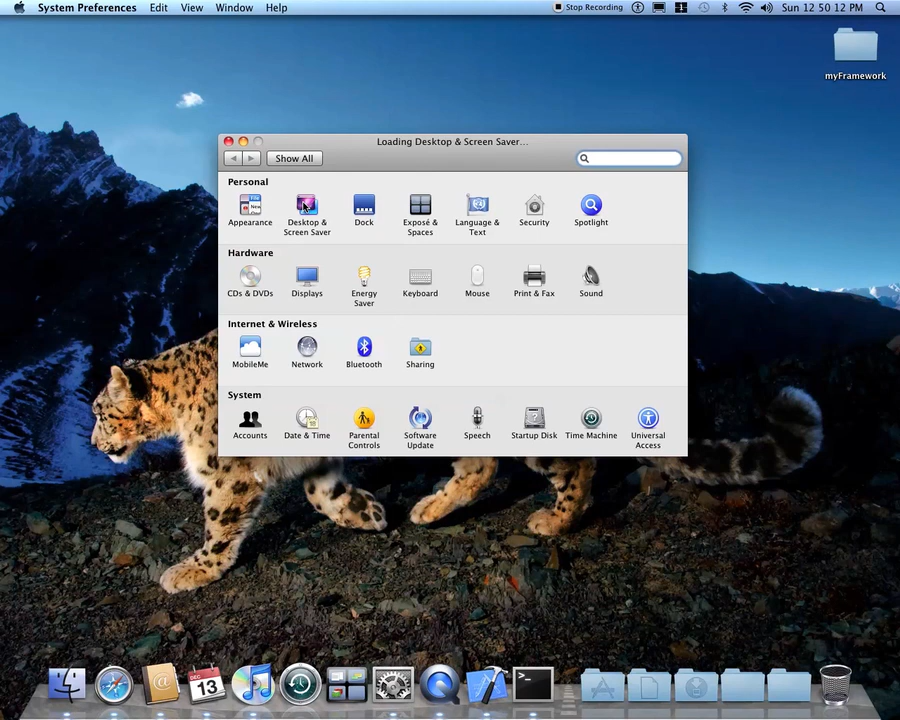 System Preferences Edit View Window Help Stop Recording 1 Sun 12 50 12 PM
myFramework
Loading Desktop & Screen Saver...
Show All
Personal
Appearance
Desktop &
Screen Saver
Dock
Exposé &
Spaces
Language &
Text
Security
Spotlight
Hardware
CDs & DVDs
Displays
Energy
Saver
Keyboard
Mouse
Print & Fax
Sound
Internet & Wireless
MobileMe
Network
Bluetooth
Sharing
System
Accounts
Date & Time
Parental
Controls
Software
Update
Speech
Startup Disk
Time Machine
Universal
Access
DEC
13